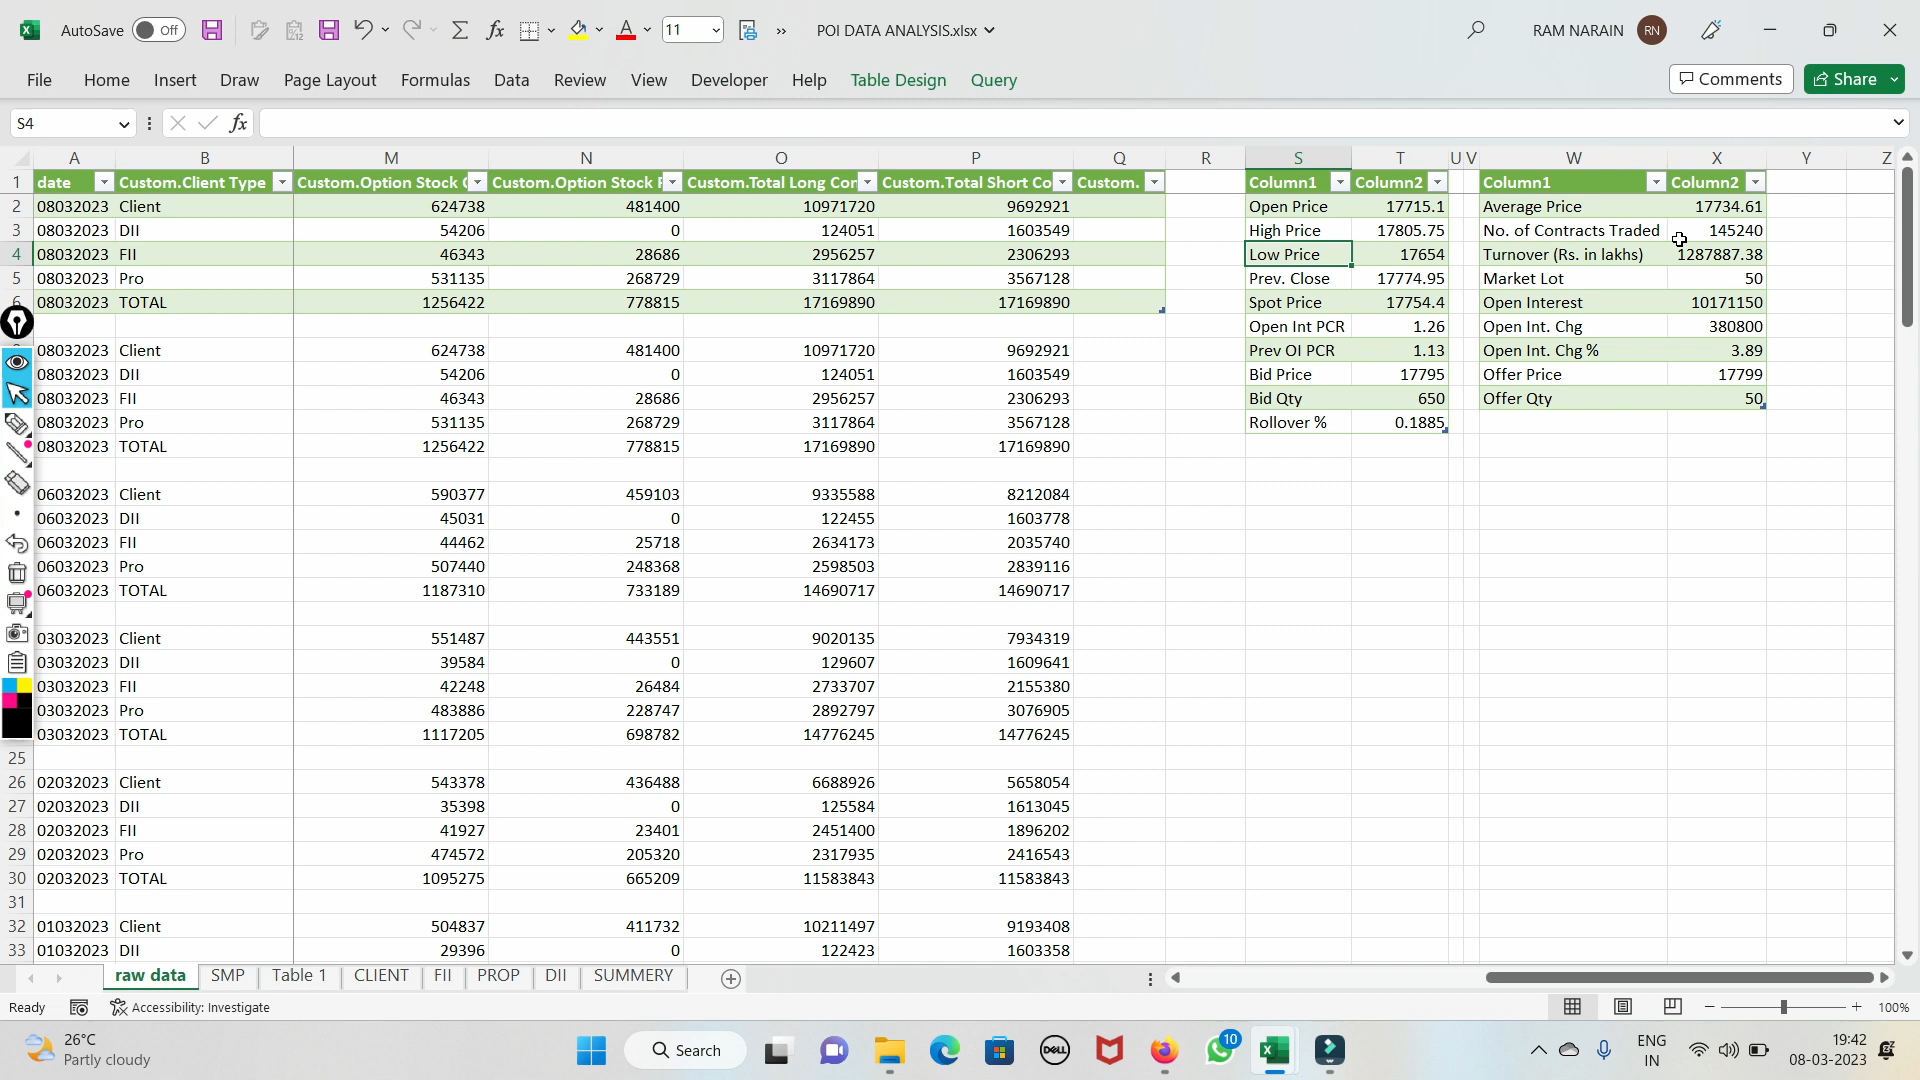 AutoSave Off 11 POI DATA ANALYSIS.xlsx RAM NARAIN RN
File Home Insert Draw Page Layout Formulas Data Review View Developer Help Table Design Query Comments Share
S4 fx
A B M N O P Q R S T U V W X Y Z
1 date Custom.Client Type Custom.Option Stock Custom.Option Stock Custom.Total Long Con Custom.Total Short Co Custom. Column1 Column2 Column1 Column2
2 08032023 Client 624738 481400 10971720 9692921 Open Price 17715.1 Average Price 17734.61
3 08032023 DII 54206 0 124051 1603549 High Price 17805.75 No. of Contracts Traded 145240
4 08032023 FII 46343 28686 2956257 2306293 Low Price 17654 Turnover (Rs. in lakhs) 1287887.38
5 08032023 Pro 531135 268729 3117864 3567128 Prev. Close 17774.95 Market Lot 50
6 08032023 TOTAL 1256422 778815 17169890 17169890 Spot Price 17754.4 Open Interest 10171150
Open Int PCR 1.26 Open Int. Chg 380800
08032023 Client 624738 481400 10971720 9692921 Prev OI PCR 1.13 Open Int. Chg % 3.89
08032023 DII 54206 0 124051 1603549 Bid Price 17795 Offer Price 17799
08032023 FII 46343 28686 2956257 2306293 Bid Qty 650 Offer Qty 50
08032023 Pro 531135 268729 3117864 3567128 Rollover % 0.1885
08032023 TOTAL 1256422 778815 17169890 17169890
06032023 Client 590377 459103 9335588 8212084
06032023 DII 45031 0 122455 1603778
06032023 FII 44462 25718 2634173 2035740
06032023 Pro 507440 248368 2598503 2839116
06032023 TOTAL 1187310 733189 14690717 14690717
03032023 Client 551487 443551 9020135 7934319
03032023 DII 39584 0 129607 1609641
03032023 FII 42248 26484 2733707 2155380
03032023 Pro 483886 228747 2892797 3076905
03032023 TOTAL 1117205 698782 14776245 14776245
25
26 02032023 Client 543378 436488 6688926 5658054
27 02032023 DII 35398 0 125584 1613045
28 02032023 FII 41927 23401 2451400 1896202
29 02032023 Pro 474572 205320 2317935 2416543
30 02032023 TOTAL 1095275 665209 11583843 11583843
31
32 01032023 Client 504837 411732 10211497 9193408
33 01032023 DII 29396 0 122423 1603358
raw data SMP Table 1 CLIENT FII PROP DII SUMMERY
Ready Accessibility: Investigate 100%
26°C Partly cloudy Search DELL 10 ENG IN 19:42 08-03-2023